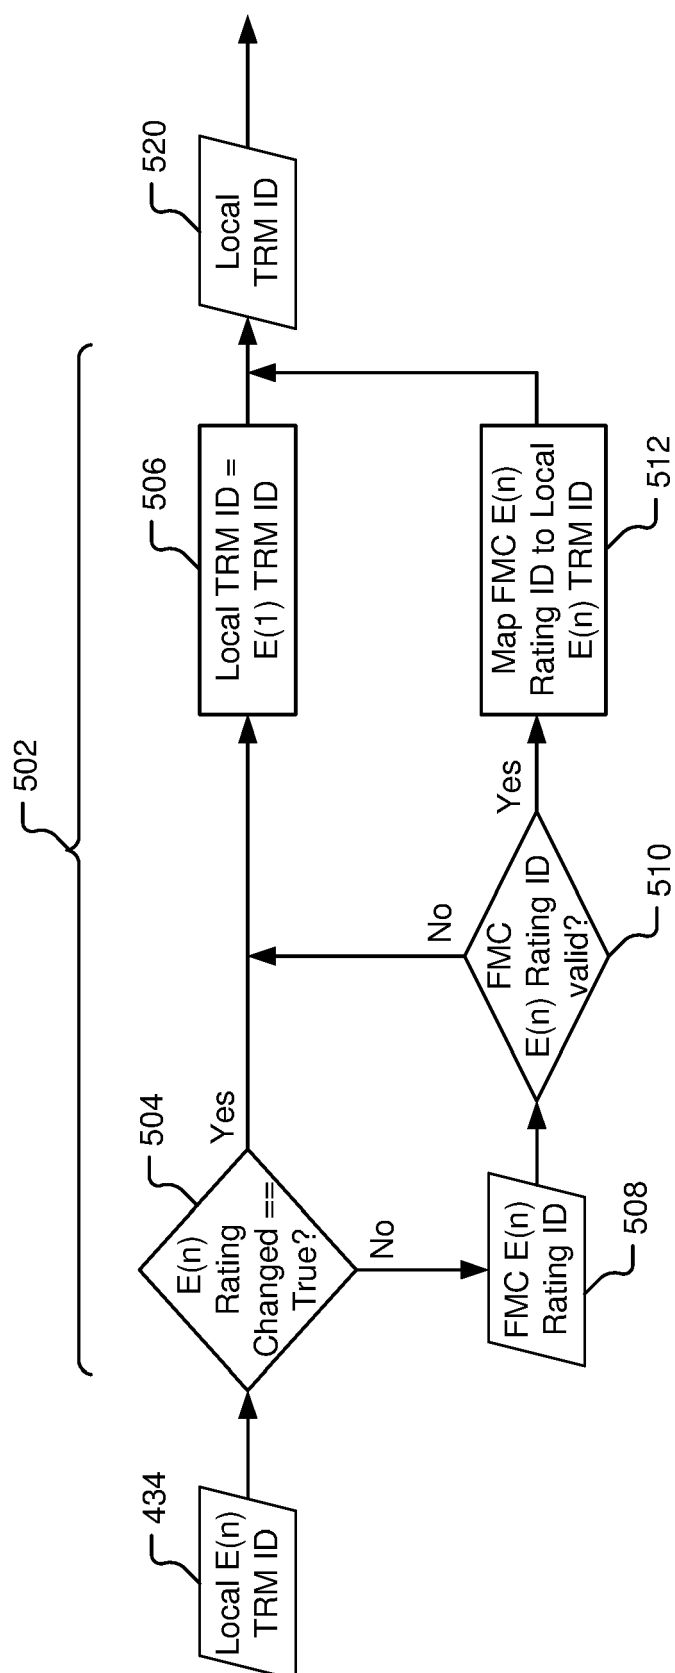 502
434
Local E(n)
TRM ID
504
E(n)
Rating
Changed ==
True?
Yes
No
506
Local TRM ID =
E(1) TRM ID
520
Local
TRM ID
FMC E(n)
Rating ID
508
FMC
E(n) Rating ID
valid?
510
No
Yes
Map FMC E(n)
Rating ID to Local
E(n) TRM ID
512